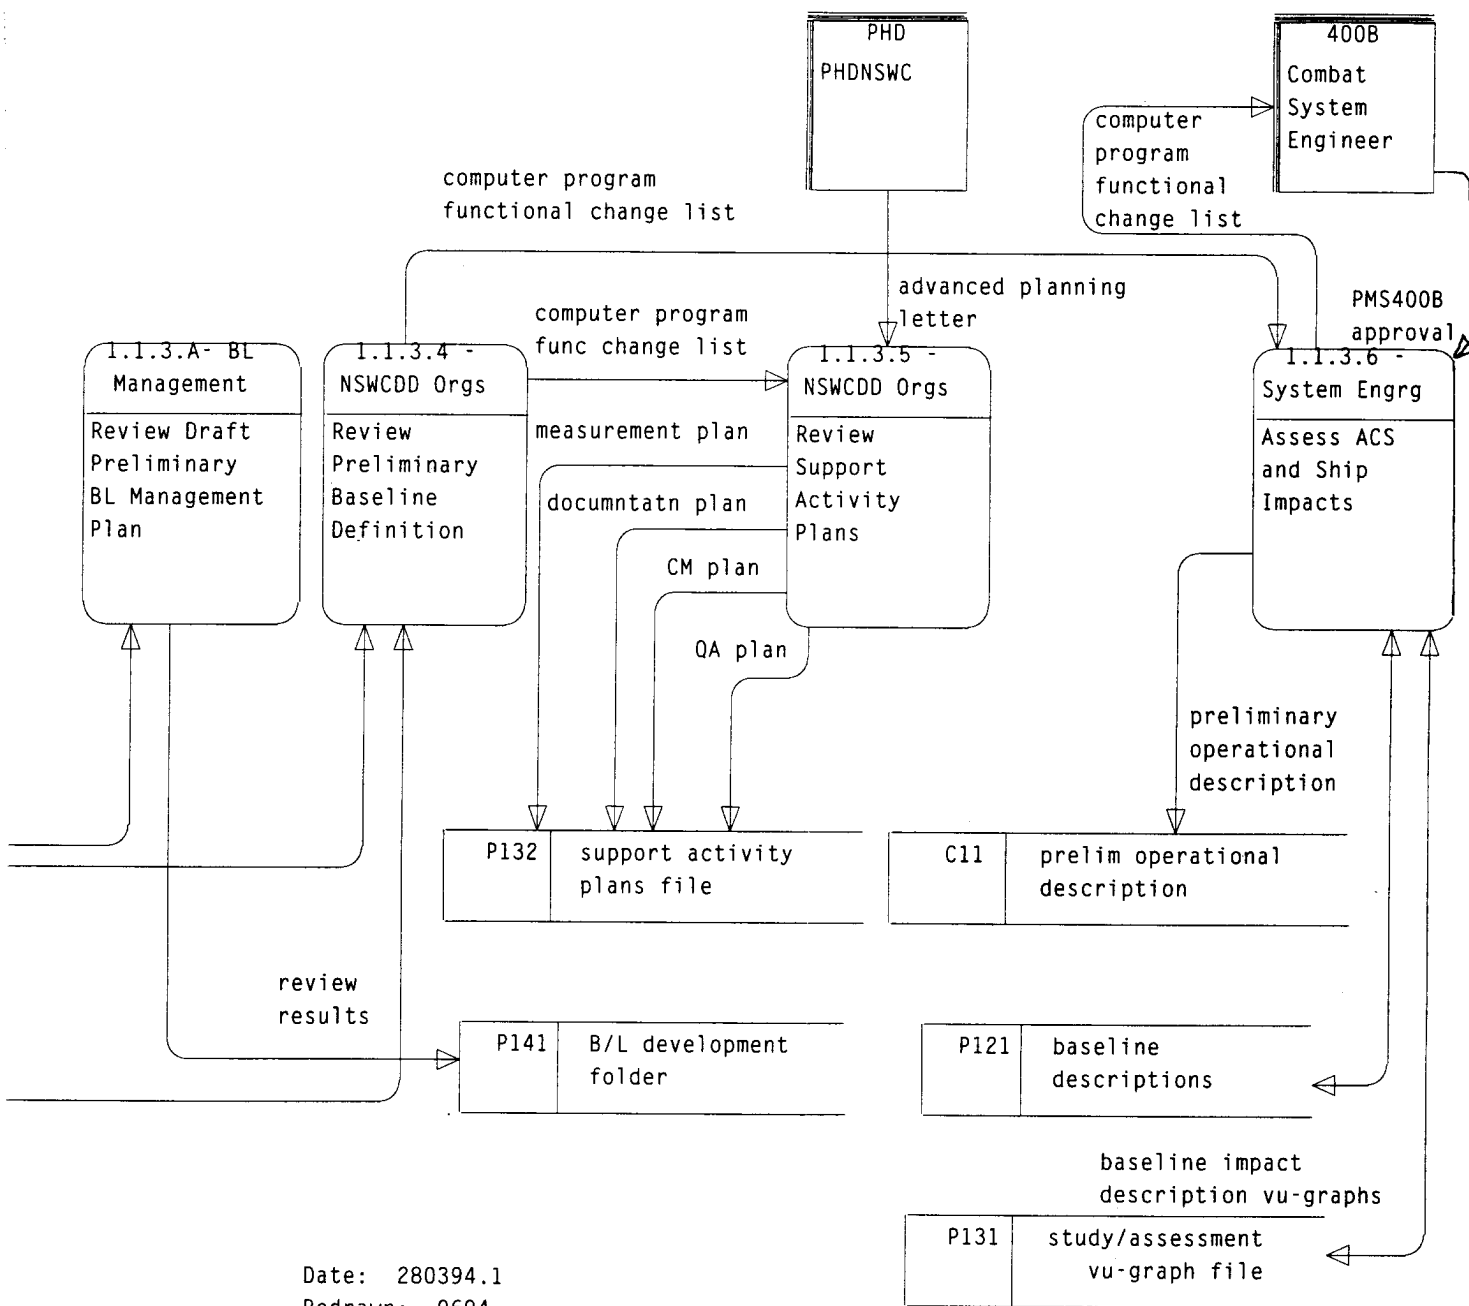 PHD
PHDNSWC
400B
Combat
System
Engineer
computer
program
functional
change list
computer program
functional change list
advanced planning
letter
PMS400B
approval
computer program
func change list
1.1.3.A- BL
Management
Review Draft
Preliminary
BL Management
Plan
1.1.3.4 -
NSWCDD Orgs
Review
Preliminary
Baseline
Definition
1.1.3.5 -
NSWCDD Orgs
Review
Support
Activity
Plans
1.1.3.6 -
System Engrg
Assess ACS
and Ship
Impacts
measurement plan
documntatn plan
CM plan
QA plan
preliminary
operational
description
P132
support activity
plans file
C11
prelim operational
description
review
results
P141
B/L development
folder
P121
baseline
descriptions
baseline impact
description vu-graphs
P131
study/assessment
vu-graph file
Date: 280394.1
Redrawn: 0694